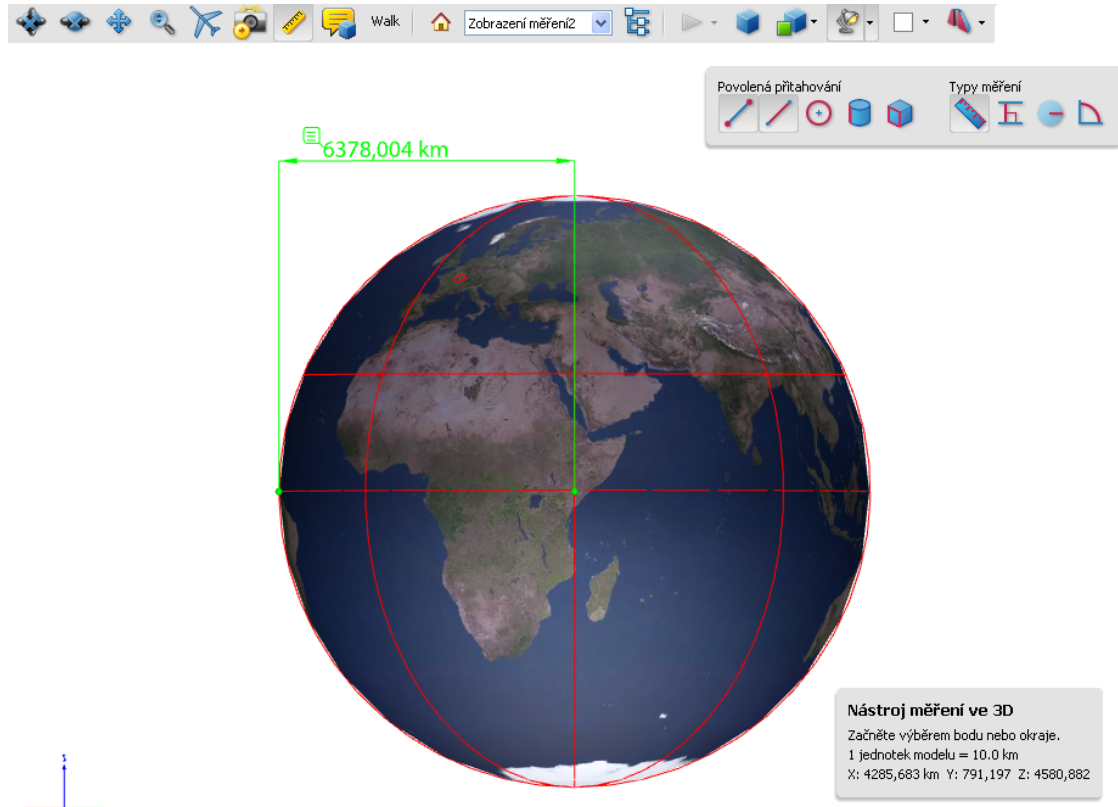 Walk
Zobrazení měření2
Povolená přitahování
Typy měření
6378,004 km
Nástroj měření ve 3D
Začněte výběrem bodu nebo okraje.
1 jednotek modelu = 10.0 km
X: 4285,683 km Y: 791,197 Z: 4580,882